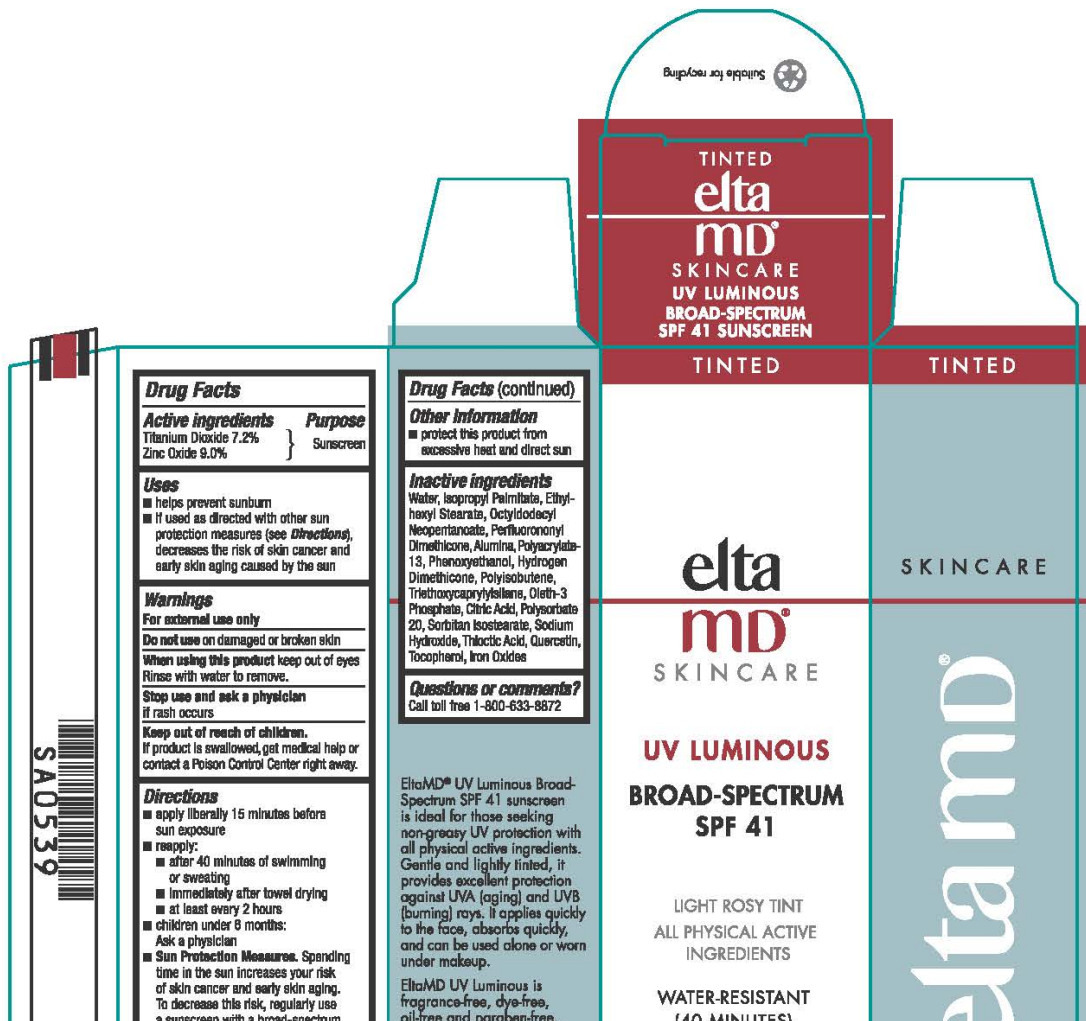 Suitable for recycling
TINTED
elta
MD®
SKINCARE
UV LUMINOUS
BROAD-SPECTRUM
SPF 41 SUNSCREEN
SA0539
Drug Facts
Active ingredients Purpose
Titanium Dioxide 7.2%
Zinc Oxide 9.0% } Sunscreen
Uses
■ helps prevent sunburn
■ if used as directed with other sun
protection measures (see Directions),
decreases the risk of skin cancer and
early skin aging caused by the sun
Warnings
For external use only
Do not use on damaged or broken skin
When using this product keep out of eyes
Rinse with water to remove.
Stop use and ask a physician
if rash occurs
Keep out of reach of children.
If product is swallowed, get medical help or
contact a Poison Control Center right away.
Directions
■ apply liberally 15 minutes before
sun exposure
■ reapply:
■ after 40 minutes of swimming
or sweating
■ immediately after towel drying
■ at least every 2 hours
■ children under 6 months:
Ask a physician
■ Sun Protection Measures. Spending
time in the sun increases your risk
of skin cancer and early skin aging.
To decrease this risk, regularly use
a sunscreen with a broad-spectrum
Drug Facts (continued)
Other information
■ protect this product from
excessive heat and direct sun
Inactive ingredients
Water, Isopropyl Palmitate, Ethyl-
hexyl Stearate, Octyldodecyl
Neopentanoate, Perfluorononyl
Dimethicone, Alumina, Polyacrylate-
13, Phenoxyethanol, Hydrogen
Dimethicone, Polyisobutene,
Triethoxycaprylylsilane, Oleth-3
Phosphate, Citric Acid, Polysorbate
20, Sorbitan Isostearate, Sodium
Hydroxide, Thioctic Acid, Quercetin,
Tocopherol, Iron Oxides
Questions or comments?
Call toll free 1-800-633-8872
EltaMD® UV Luminous Broad-
Spectrum SPF 41 sunscreen
is ideal for those seeking
non-greasy UV protection with
all physical active ingredients.
Gentle and lightly tinted, it
provides excellent protection
against UVA (aging) and UVB
(burning) rays. It applies quickly
to the face, absorbs quickly,
and can be used alone or worn
under makeup.
EltaMD UV Luminous is
fragrance-free, dye-free,
oil-free and paraben-free.
TINTED
elta
MD®
SKINCARE
UV LUMINOUS
BROAD-SPECTRUM
SPF 41
LIGHT ROSY TINT
ALL PHYSICAL ACTIVE
INGREDIENTS
WATER-RESISTANT
(40 MINUTES)
TINTED
SKINCARE
eltaMD®